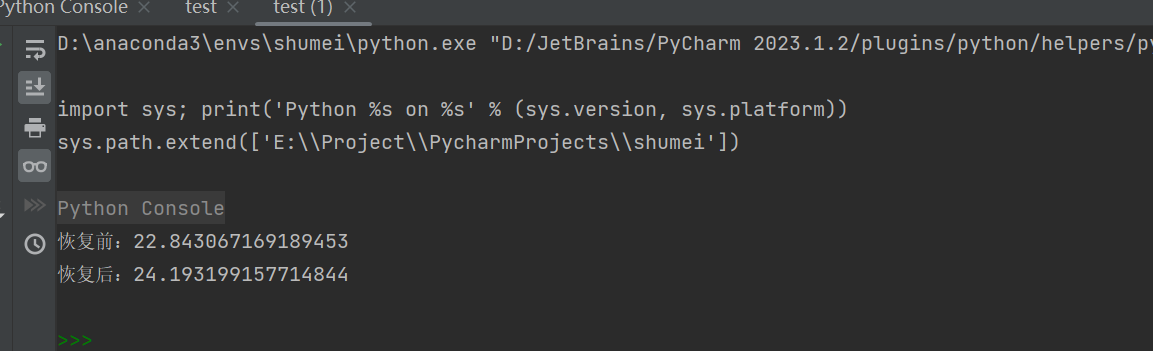 Python Console × test × test (1) ×
D:\anaconda3\envs\shumei\python.exe "D:/JetBrains/PyCharm 2023.1.2/plugins/python/helpers/py
import sys; print('Python %s on %s' % (sys.version, sys.platform))
sys.path.extend(['E:\\Project\\PycharmProjects\\shumei'])
Python Console
恢复前：22.843067169189453
恢复后：24.193199157714844
>>>